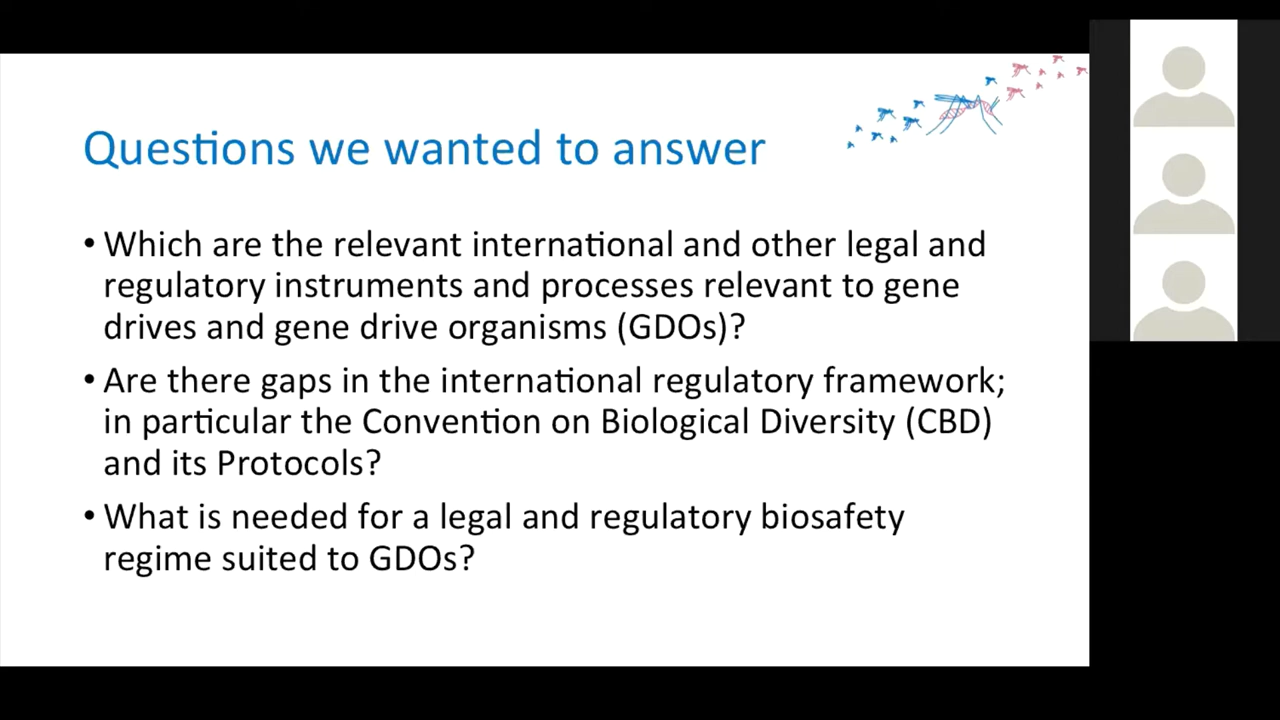 Questions we wanted to answer
• Which are the relevant international and other legal and
regulatory instruments and processes relevant to gene
drives and gene drive organisms (GDOs)?
• Are there gaps in the international regulatory framework;
in particular the Convention on Biological Diversity (CBD)
and its Protocols?
• What is needed for a legal and regulatory biosafety
regime suited to GDOs?